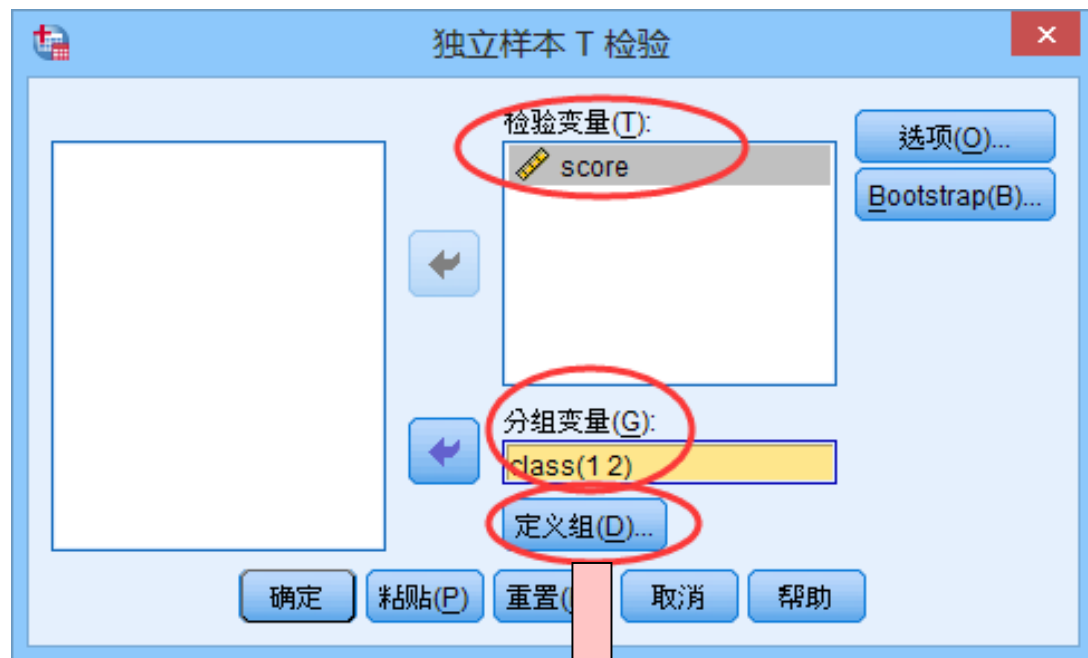 独立样本 T 检验
检验变量(T):
score
选项(O)...
Bootstrap(B)...
分组变量(G):
class(1 2)
定义组(D)...
确定
粘贴(P)
重置(
取消
帮助